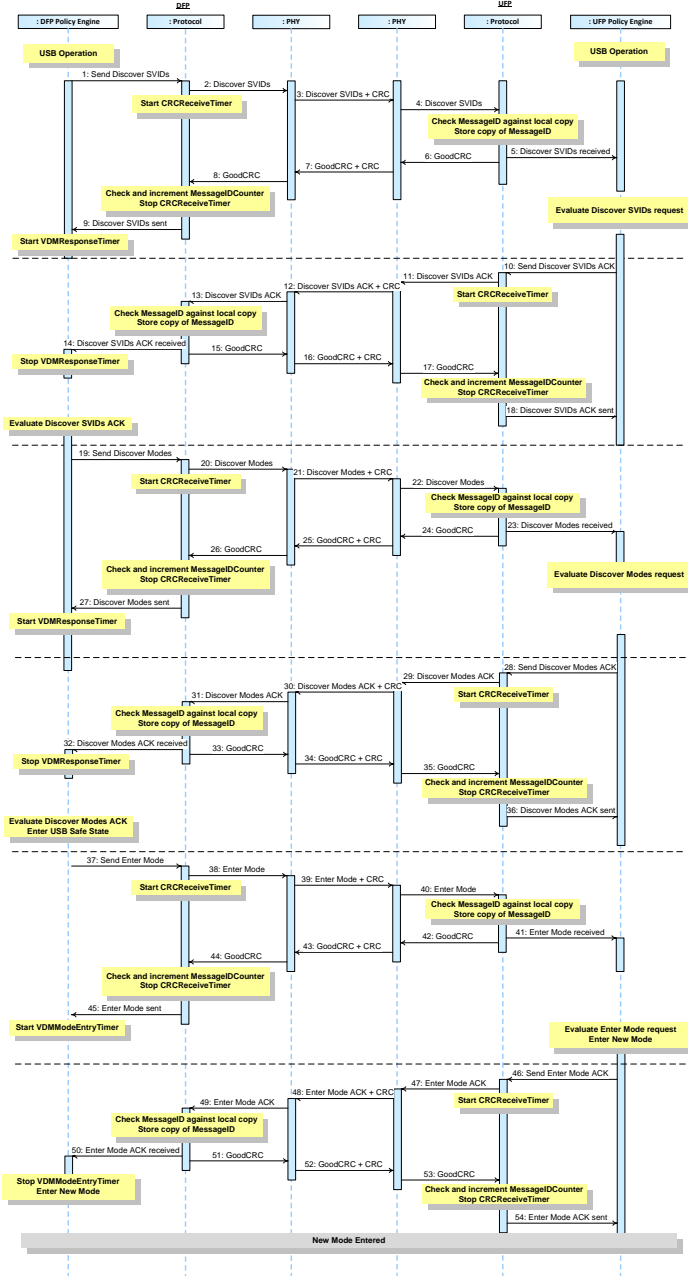 DFP
UFP
: DFP Policy Engine
: Protocol
: PHY
: PHY
: Protocol
: UFP Policy Engine
USB Operation
USB Operation
1: Send Discover SVIDs
2: Discover SVIDs
Start CRCReceiveTimer
3: Discover SVIDs + CRC
4: Discover SVIDs
Check MessageID against local copy
Store copy of MessageID
5: Discover SVIDs received
6: GoodCRC
7: GoodCRC + CRC
8: GoodCRC
Check and increment MessageIDCounter
Stop CRCReceiveTimer
Evaluate Discover SVIDs request
9: Discover SVIDs sent
Start VDMResponseTimer
10: Send Discover SVIDs ACK
11: Discover SVIDs ACK
Start CRCReceiveTimer
12: Discover SVIDs ACK + CRC
13: Discover SVIDs ACK
Check MessageID against local copy
Store copy of MessageID
14: Discover SVIDs ACK received
Stop VDMResponseTimer
15: GoodCRC
16: GoodCRC + CRC
17: GoodCRC
Check and increment MessageIDCounter
Stop CRCReceiveTimer
18: Discover SVIDs ACK sent
Evaluate Discover SVIDs ACK
19: Send Discover Modes
20: Discover Modes
Start CRCReceiveTimer
21: Discover Modes + CRC
22: Discover Modes
Check MessageID against local copy
Store copy of MessageID
23: Discover Modes received
24: GoodCRC
25: GoodCRC + CRC
26: GoodCRC
Check and increment MessageIDCounter
Stop CRCReceiveTimer
Evaluate Discover Modes request
27: Discover Modes sent
Start VDMResponseTimer
28: Send Discover Modes ACK
29: Discover Modes ACK
Start CRCReceiveTimer
30: Discover Modes ACK + CRC
31: Discover Modes ACK
Check MessageID against local copy
Store copy of MessageID
32: Discover Modes ACK received
Stop VDMResponseTimer
33: GoodCRC
34: GoodCRC + CRC
35: GoodCRC
Check and increment MessageIDCounter
Stop CRCReceiveTimer
36: Discover Modes ACK sent
Evaluate Discover Modes ACK
Enter USB Safe State
37: Send Enter Mode
38: Enter Mode
Start CRCReceiveTimer
39: Enter Mode + CRC
40: Enter Mode
Check MessageID against local copy
Store copy of MessageID
41: Enter Mode received
42: GoodCRC
43: GoodCRC + CRC
44: GoodCRC
Check and increment MessageIDCounter
Stop CRCReceiveTimer
45: Enter Mode sent
Start VDMModeEntryTimer
Evaluate Enter Mode request
Enter New Mode
46: Send Enter Mode ACK
47: Enter Mode ACK
Start CRCReceiveTimer
48: Enter Mode ACK + CRC
49: Enter Mode ACK
Check MessageID against local copy
Store copy of MessageID
50: Enter Mode ACK received
51: GoodCRC
52: GoodCRC + CRC
53: GoodCRC
Stop VDMModeEntryTimer
Enter New Mode
Check and increment MessageIDCounter
Stop CRCReceiveTimer
54: Enter Mode ACK sent
New Mode Entered